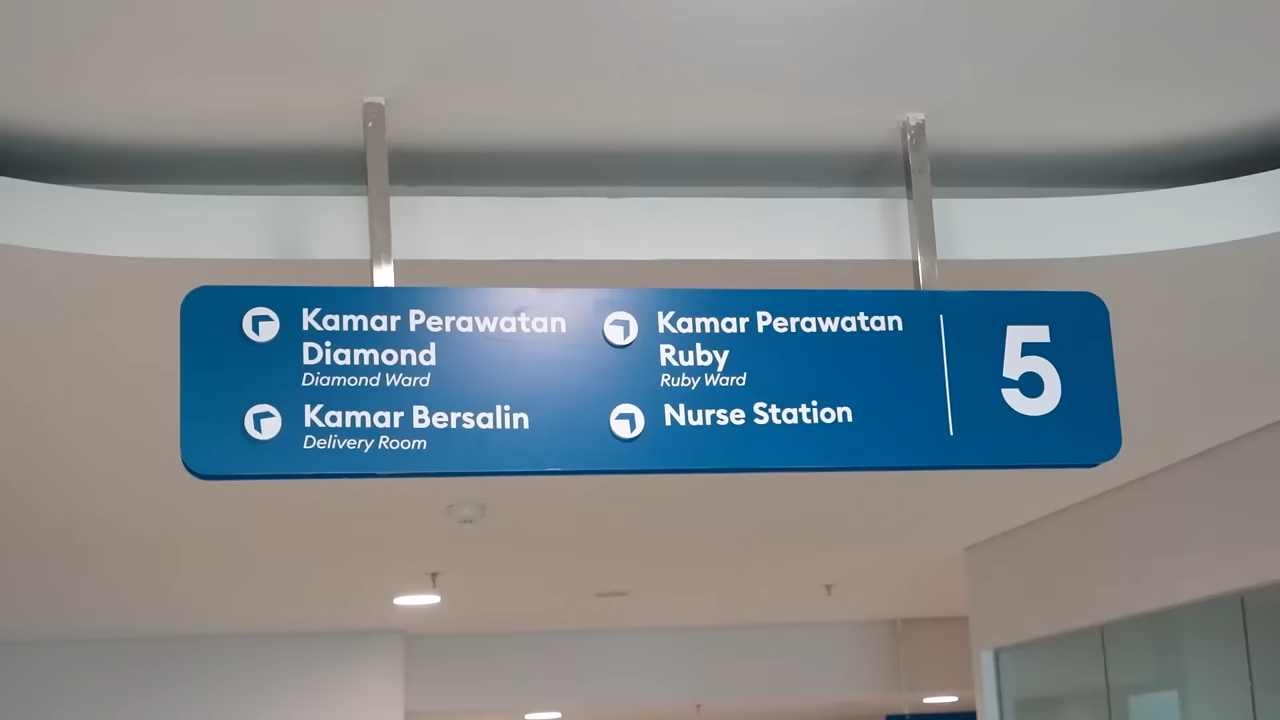 Kamar Perawatan
Diamond
Diamond Ward
Kamar Bersalin
Delivery Room
Kamar Perawatan
Ruby
Ruby Ward
Nurse Station
5